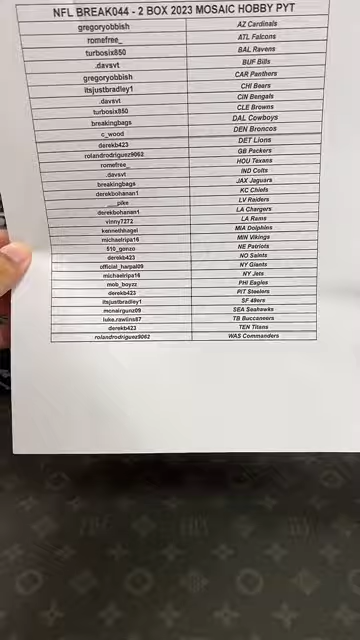 NFL BREAK044 - 2 BOX 2023 MOSAIC HOBBY PYT
gregoryobbish AZ Cardinals
romefree_ ATL Falcons
turbosix850 BAL Ravens
.davsvt BUF Bills
gregoryobbish CAR Panthers
itsjustbradley1 CHI Bears
.davsvt CIN Bengals
turbosix850 CLE Browns
breakingbags DAL Cowboys
c_wood DEN Broncos
derekb423 DET Lions
rolandrodriguez9062 GB Packers
romefree_ HOU Texans
.davsvt IND Colts
breakingbags JAX Jaguars
derekbohanan1 KC Chiefs
___pike LV Raiders
derekbohanan1 LA Chargers
vinny7272 LA Rams
kennethhagel MIA Dolphins
michaelripa16 MIN Vikings
510_gonzo NE Patriots
derekb423 NO Saints
official_harpal09 NY Giants
michaelripa16 NY Jets
mob_boyzz PHI Eagles
derekb423 PIT Steelers
itsjustbradley1 SF 49ers
mcnairgunz09 SEA Seahawks
luke.rawlins87 TB Buccaneers
derekb423 TEN Titans
rolandrodriguez9062 WAS Commanders